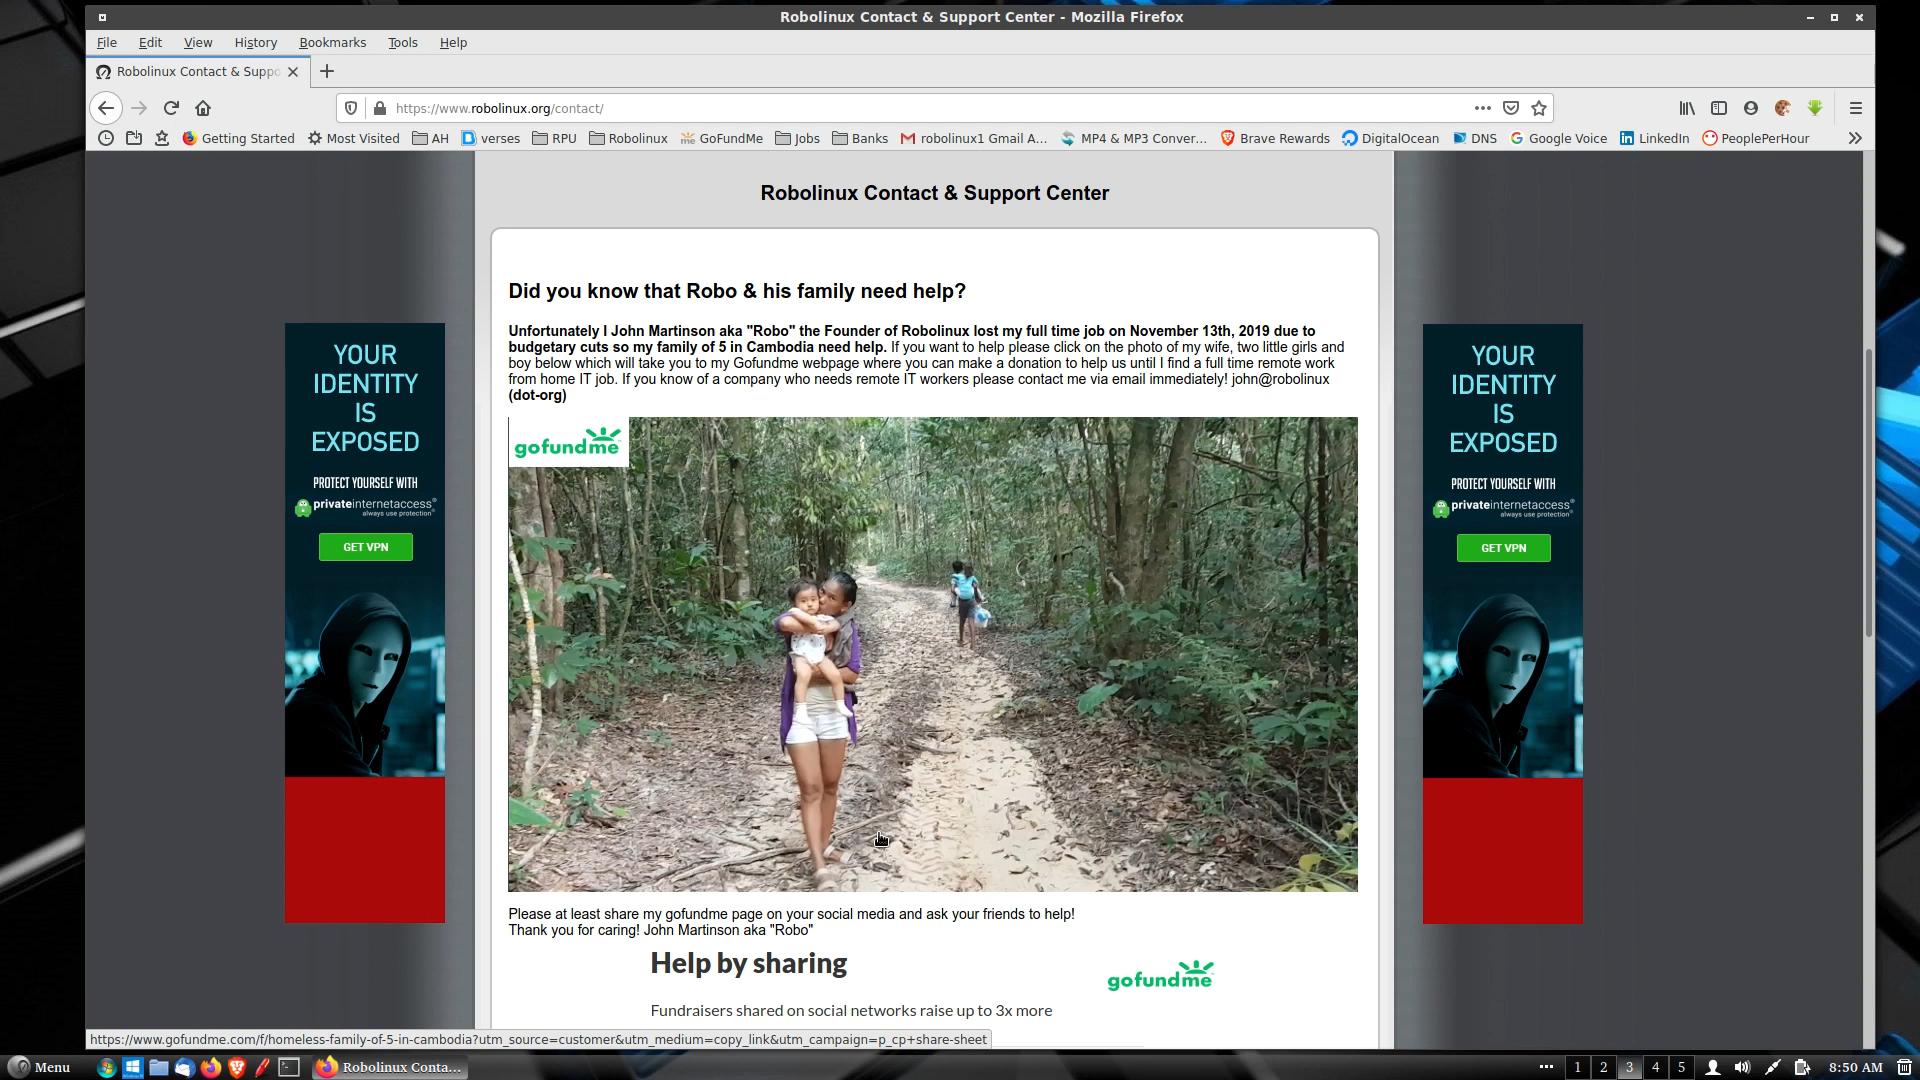 Robolinux Contact & Support Center - Mozilla Firefox
File Edit View History Bookmarks Tools Help
Robolinux Contact & Suppo
https://www.robolinux.org/contact/
Getting Started Most Visited AH verses RPU Robolinux GoFundMe Jobs Banks robolinux1 Gmail A... MP4 & MP3 Conver... Brave Rewards DigitalOcean DNS Google Voice LinkedIn PeoplePerHour
Robolinux Contact & Support Center
Did you know that Robo & his family need help?
Unfortunately I John Martinson aka "Robo" the Founder of Robolinux lost my full time job on November 13th, 2019 due to
budgetary cuts so my family of 5 in Cambodia need help. If you want to help please click on the photo of my wife, two little girls and
boy below which will take you to my Gofundme webpage where you can make a donation to help us until I find a full time remote work
from home IT job. If you know of a company who needs remote IT workers please contact me via email immediately! john@robolinux
(dot-org)
gofundme
Please at least share my gofundme page on your social media and ask your friends to help!
Thank you for caring! John Martinson aka "Robo"
Help by sharing
gofundme
Fundraisers shared on social networks raise up to 3x more
YOUR
IDENTITY
IS
EXPOSED
PROTECT YOURSELF WITH
privateinternetaccess®
always use protection
GET VPN
YOUR
IDENTITY
IS
EXPOSED
PROTECT YOURSELF WITH
privateinternetaccess®
always use protection
GET VPN
https://www.gofundme.com/f/homeless-family-of-5-in-cambodia?utm_source=customer&utm_medium=copy_link&utm_campaign=p_cp+share-sheet
Menu Robolinux Conta... 1 2 3 4 5 8:50 AM